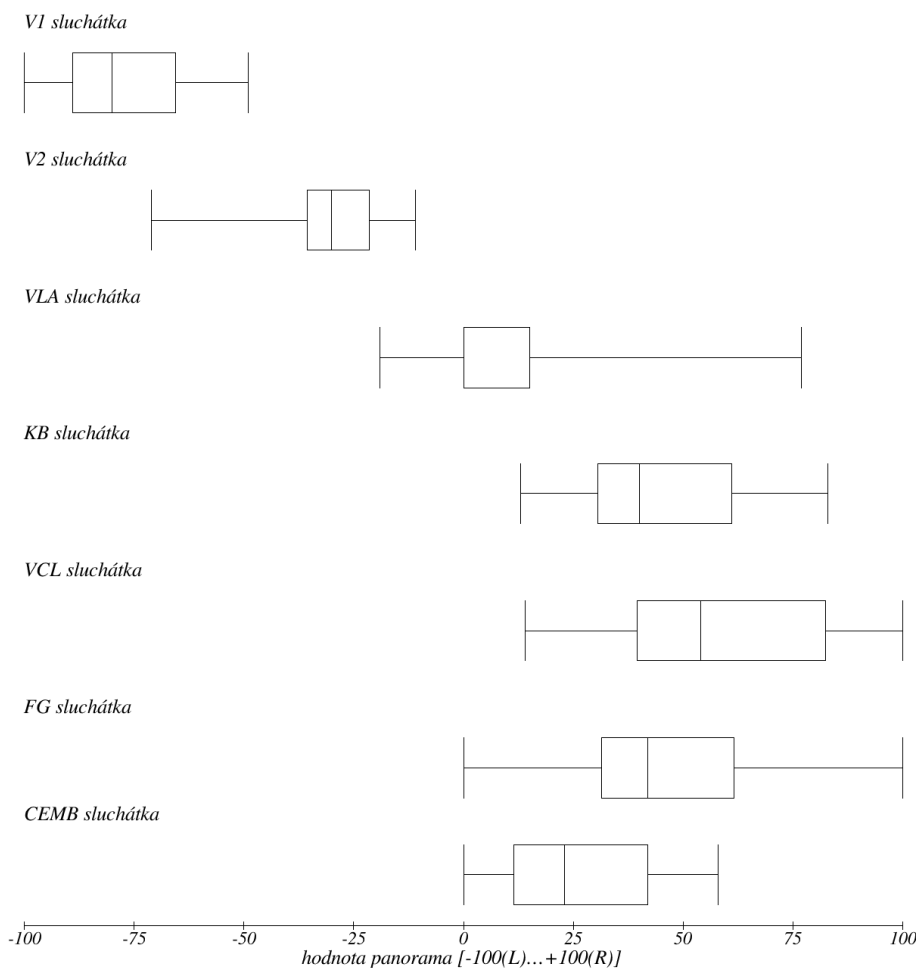 V1 sluchátka
V2 sluchátka
VLA sluchátka
KB sluchátka
VCL sluchátka
FG sluchátka
CEMB sluchátka
-100 -75 -50 -25 0 25 50 75 100
hodnota panorama [-100(L)...+100(R)]